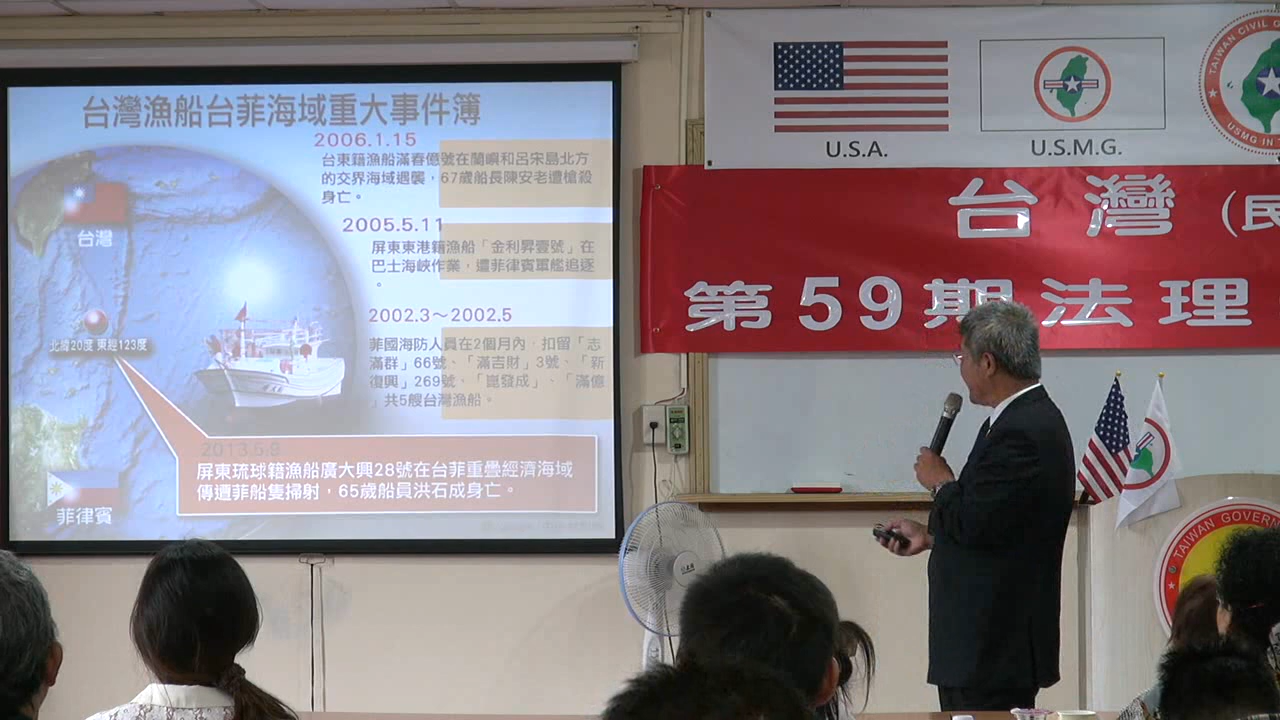 台灣漁船台菲海域重大事件簿
2006.1.15
台東籍漁船滿春億號在蘭嶼和呂宋島北方
的交界海域遇襲，67歲船長陳安老遭槍殺
身亡。
2005.5.11
屏東東港籍漁船「金利昇壹號」在
巴士海峽作業，遭菲律賓軍艦追逐
。
2002.3～2002.5
菲國海防人員在2個月內，扣留「志
滿群」66號、「滿吉財」3號、「新
復興」269號、「崑發成」、「滿億
」共5艘台灣漁船。
2013.5.9
屏東琉球籍漁船廣大興28號在台菲重疊經濟海域
傳遭菲船隻掃射，65歲船員洪石成身亡。
台灣
北緯20度 東經123度
菲律賓
U.S.A.
U.S.M.G.
TAIWAN CIVIL G
USMG IN
台灣（民
第59期法理
TAIWAN GOVERN